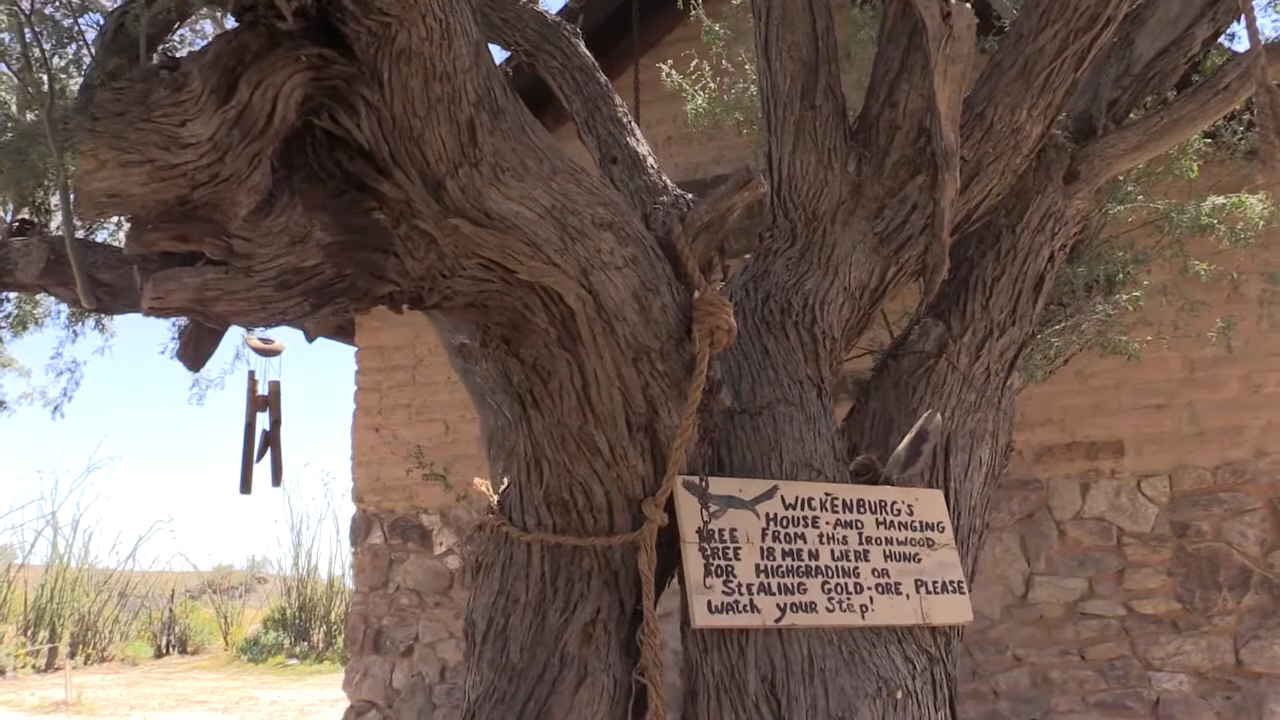 WICKENBURG'S
HOUSE-AND HANGING
TREE FROM this IRONWOOD
TREE 18 MEN WERE HUNG
FOR HIGHGRADING OR
STEALING GOLD-ORE, PLEASE
Watch your Step!